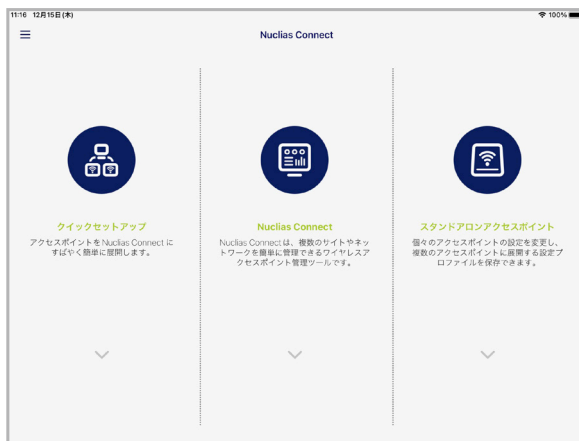 11:16 12月15日(木)
100%
Nuclias Connect
クイックセットアップ
アクセスポイントをNuclias Connect に
すばやく簡単に展開します。
Nuclias Connect
Nuclias Connectは、複数のサイトやネッ
トワークを簡単に管理できるワイヤレスア
クセスポイント管理ツールです。
スタンドアロンアクセスポイント
個々のアクセスポイントの設定を変更し、
複数のアクセスポイントに展開する設定プ
ロファイルを保存できます。